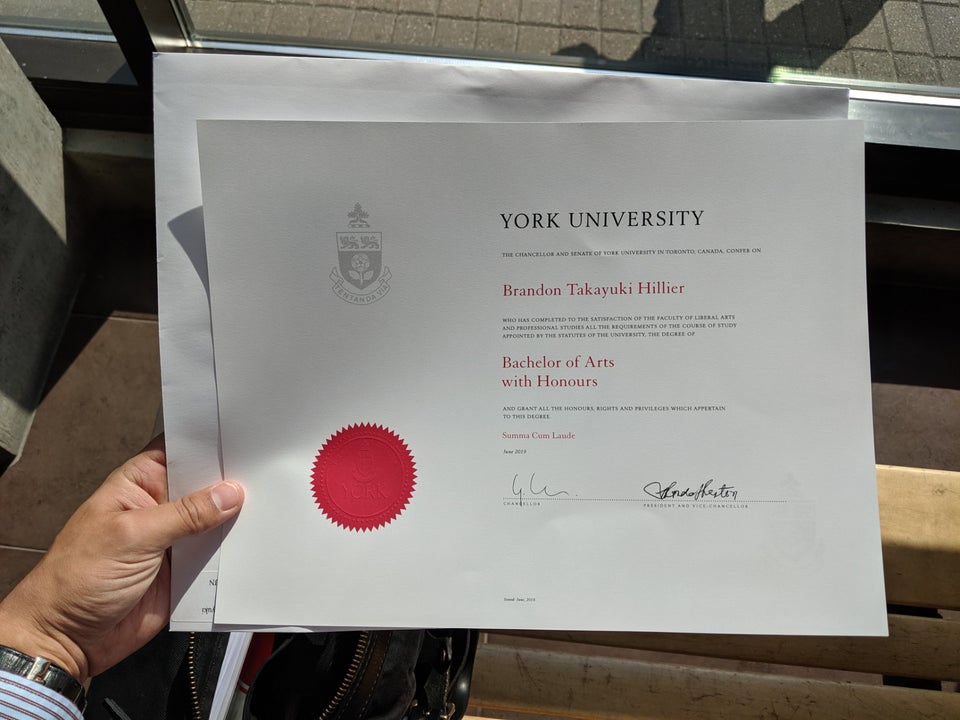 YORK UNIVERSITY
THE CHANCELLOR AND SENATE OF YORK UNIVERSITY IN TORONTO, CANADA, CONFER ON
Brandon Takayuki Hillier
WHO HAS COMPLETED TO THE SATISFACTION OF THE FACULTY OF LIBERAL ARTS
AND PROFESSIONAL STUDIES ALL THE REQUIREMENTS OF THE COURSE OF STUDY
APPOINTED BY THE STATUTES OF THE UNIVERSITY, THE DEGREE OF
Bachelor of Arts
with Honours
AND GRANT ALL THE HONOURS, RIGHTS AND PRIVILEGES WHICH APPERTAIN
TO THIS DEGREE
Summa Cum Laude
June 2019
CHANCELLOR
PRESIDENT AND VICE-CHANCELLOR
TENTANDA VIA
YORK